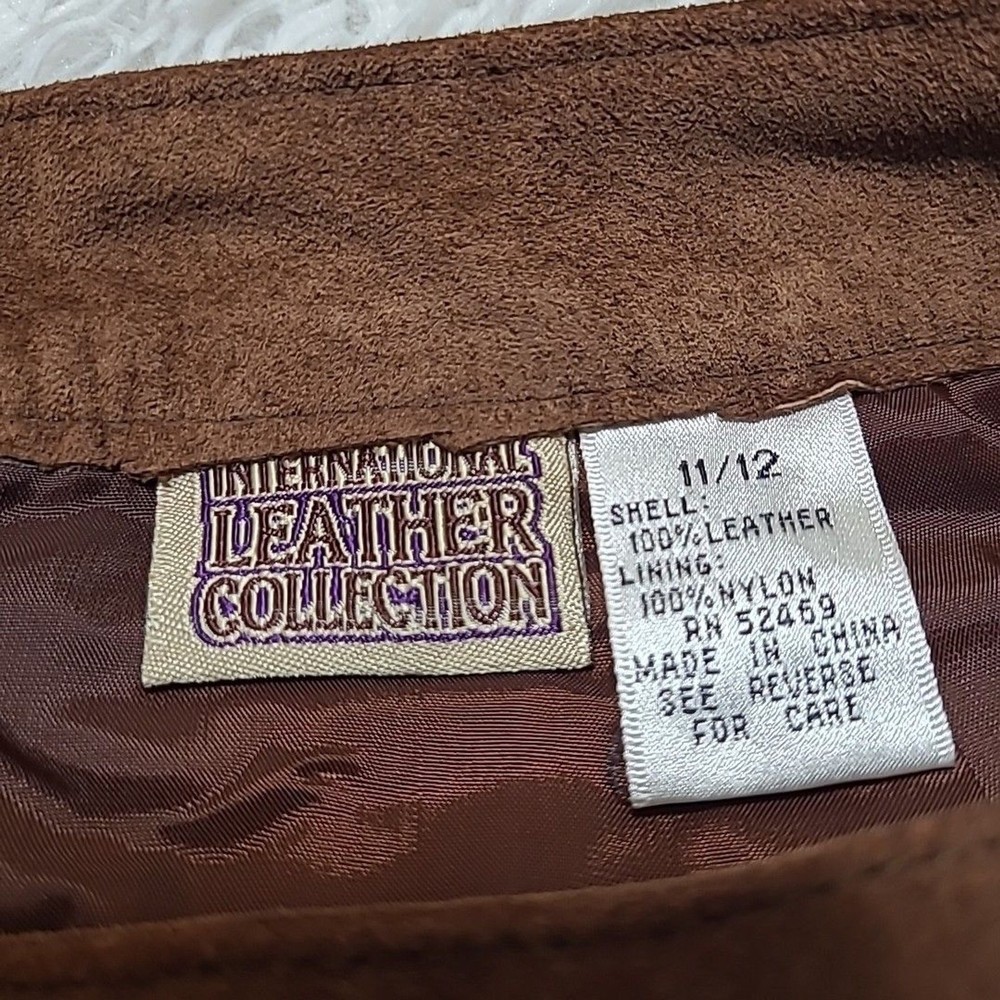 INTERNATIONAL
LEATHER
COLLECTION
11/12
SHELL:
100% LEATHER
LINING:
100% NYLON
RN 52469
MADE IN CHINA
SEE REVERSE
FOR CARE